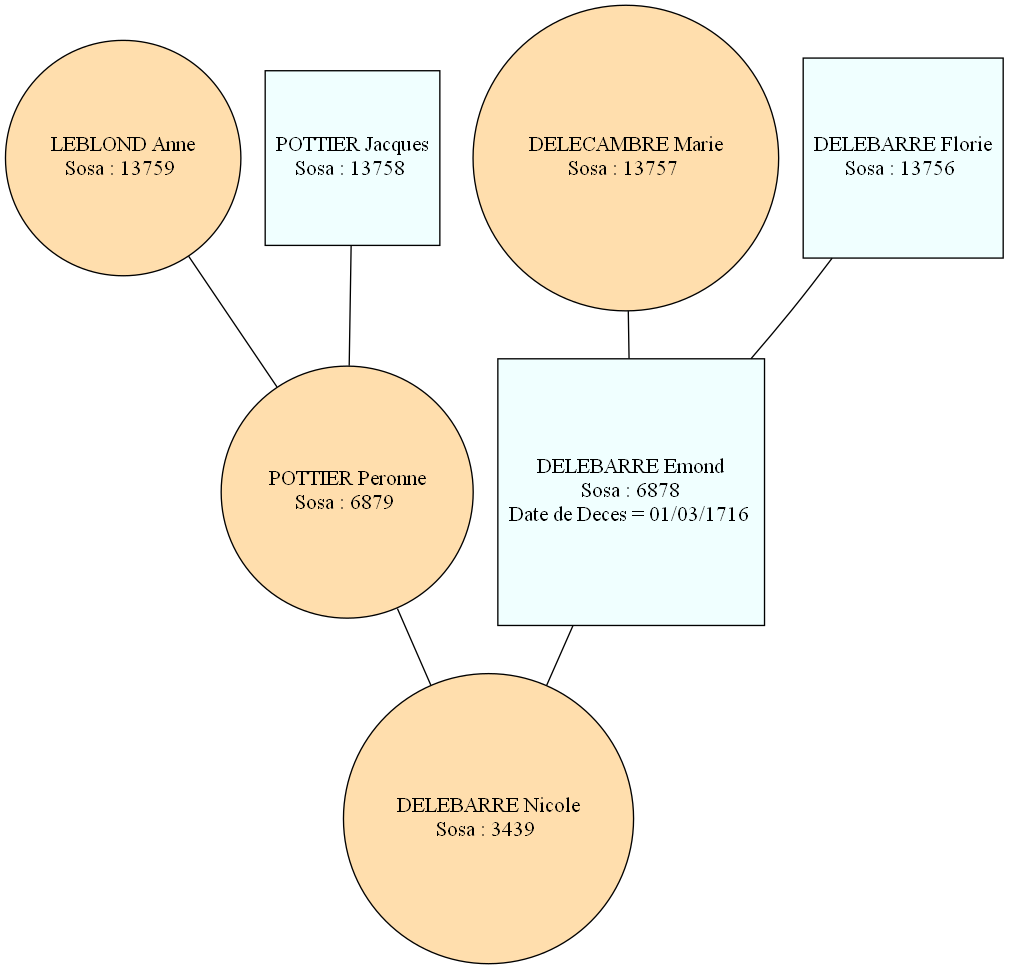 LEBLOND Anne
Sosa : 13759
POTTIER Jacques
Sosa : 13758
DELECAMBRE Marie
Sosa : 13757
DELEBARRE Florie
Sosa : 13756
POTTIER Peronne
Sosa : 6879
DELEBARRE Emond
Sosa : 6878
Date de Deces = 01/03/1716
DELEBARRE Nicole
Sosa : 3439